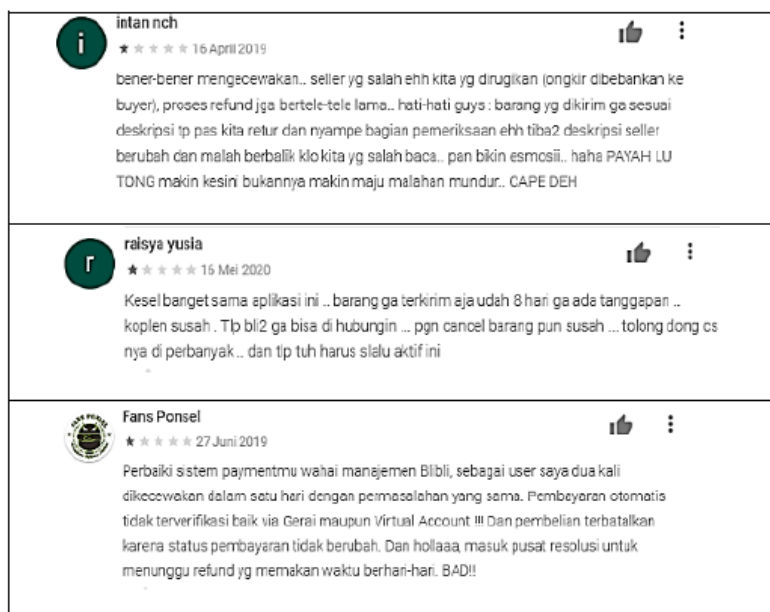 i
intan nch
16 April 2019
bener-bener mengecewakan.. seller yg salah ehh kita yg dirugikan (ongkir dibebankan ke
buyer), proses refund jga bertele-tele lama.. hati-hati guys : barang yg dikirim ga sesuai
deskripsi tp pas kita retur dan nyampe bagian pemeriksaan ehh tiba2 deskripsi seller
berubah dan malah berbalik klo kita yg salah baca.. pan bikin esmosii.. haha PAYAH LU
TONG makin kesini bukannya makin maju malahan mundur.. CAPE DEH
r
raisya yusia
16 Mei 2020
Kesel banget sama aplikasi ini .. barang ga terkirim aja udah 8 hari ga ada tanggapan ..
koplen susah . Tlp bli2 ga bisa di hubungin ... pgn cancel barang pun susah ... tolong dong cs
nya di perbanyak .. dan tlp tuh harus slalu aktif ini
Fans Ponsel
27 Juni 2019
Perbaiki sistem paymentmu wahai manajemen Blibli, sebagai user saya dua kali
dikecewakan dalam satu hari dengan permasalahan yang sama. Pembayaran otomatis
tidak terverifikasi baik via Gerai maupun Virtual Account !!! Dan pembelian terbatalkan
karena status pembayaran tidak berubah. Dan hollaaa, masuk pusat resolusi untuk
menunggu refund yg memakan waktu berhari-hari. BAD!!